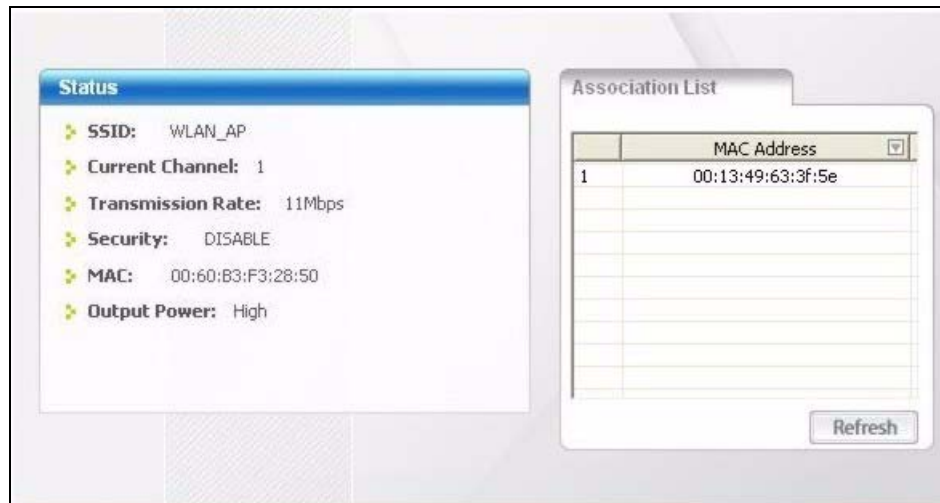 Status
SSID: WLAN_AP
Current Channel: 1
Transmission Rate: 11Mbps
Security: DISABLE
MAC: 00:60:B3:F3:28:50
Output Power: High
Association List
MAC Address
1 00:13:49:63:3f:5e
Refresh